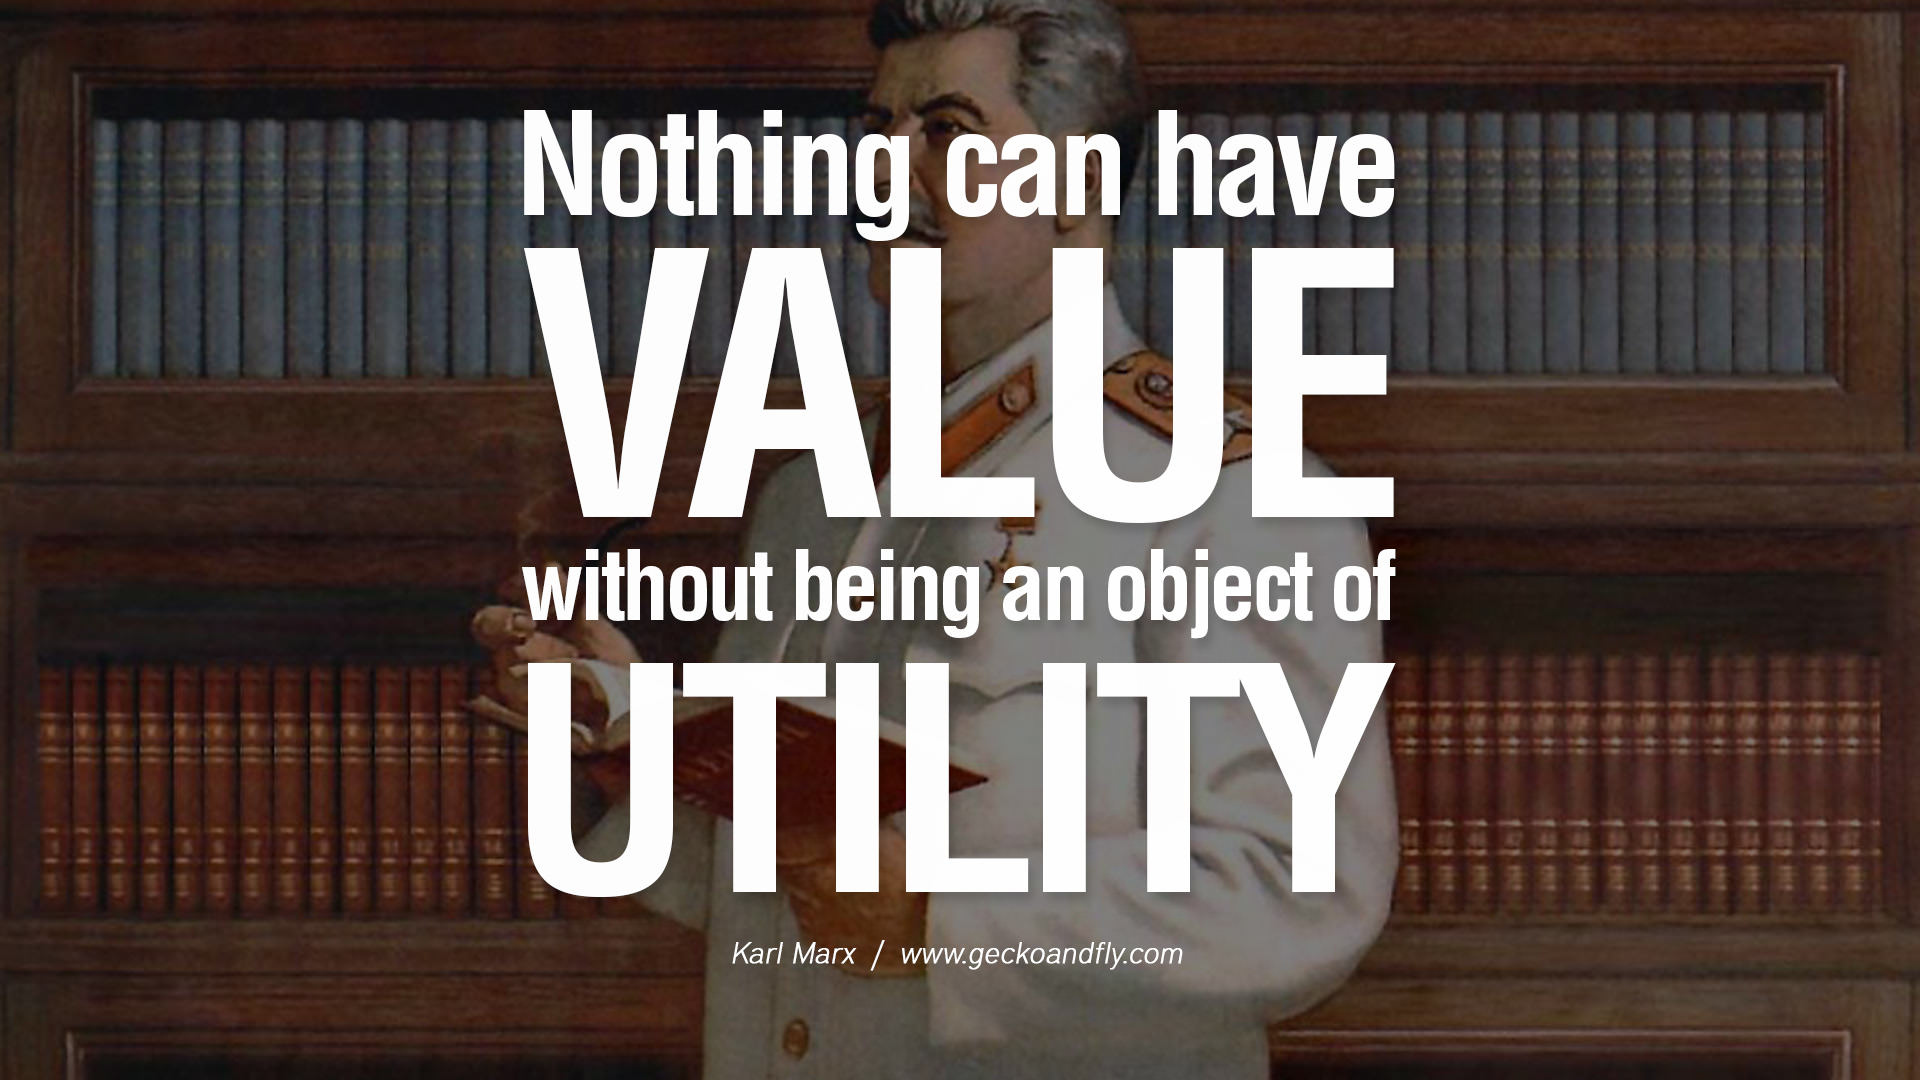 Nothing can have
VALUE
without being an object of
UTILITY
Karl Marx / www.geckoandfly.com